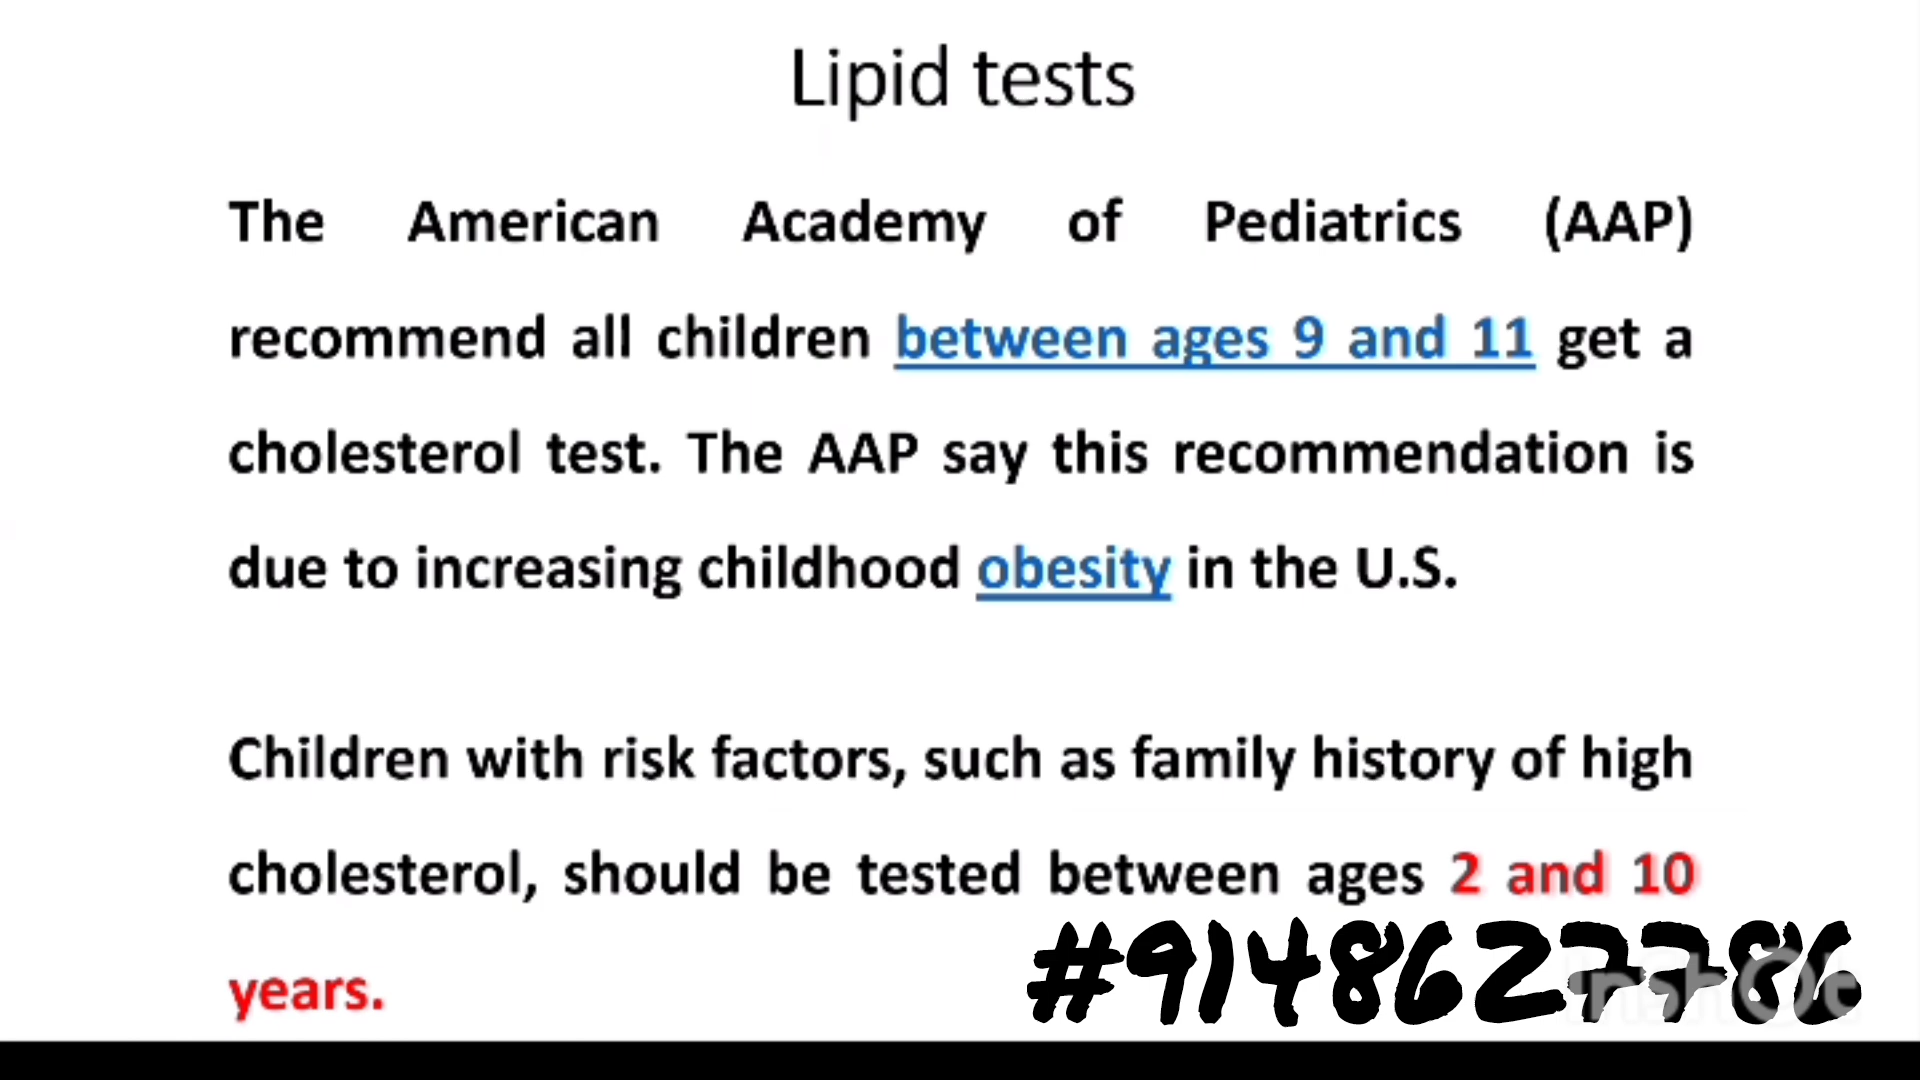 Lipid tests
The American Academy of Pediatrics (AAP)
recommend all children between ages 9 and 11 get a
cholesterol test. The AAP say this recommendation is
due to increasing childhood obesity in the U.S.
Children with risk factors, such as family history of high
cholesterol, should be tested between ages 2 and 10
years.
#9148627786
InShOt